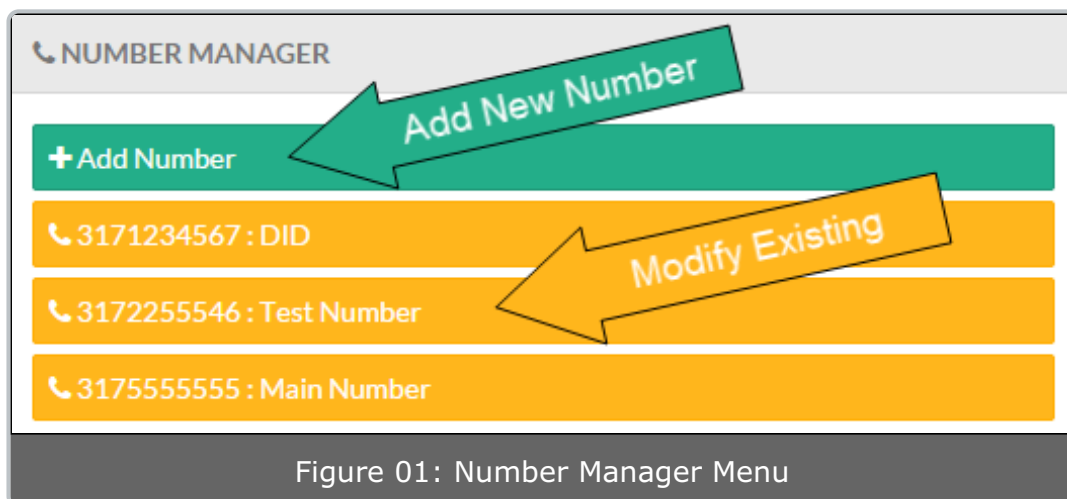 NUMBER MANAGER
Add New Number
+ Add Number
3171234567 : DID
Modify Existing
3172255546 : Test Number
3175555555 : Main Number
Figure 01: Number Manager Menu